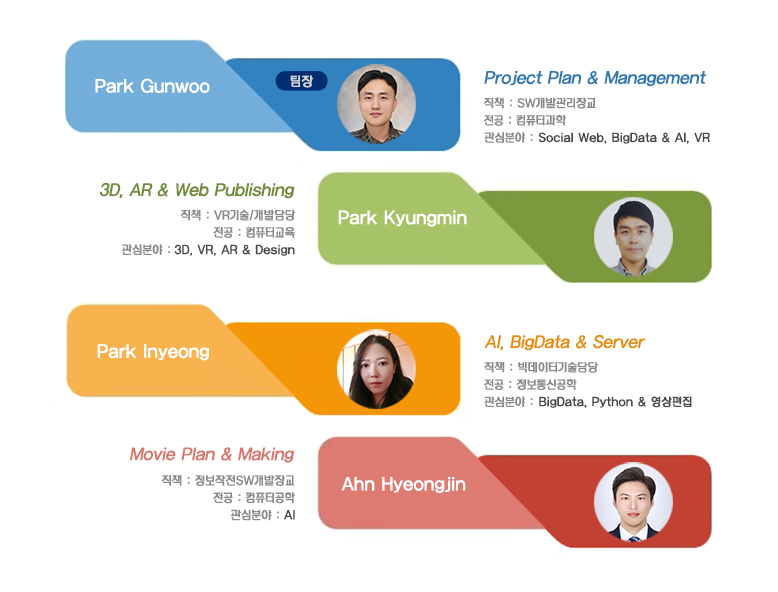 Park Gunwoo
팀장
Project Plan & Management
직책 : SW개발관리장교
전공 : 컴퓨터과학
관심분야 : Social Web, BigData & AI, VR
3D, AR & Web Publishing
직책 : VR기술/개발담당
전공 : 컴퓨터교육
관심분야 : 3D, VR, AR & Design
Park Kyungmin
Park Inyeong
AI, BigData & Server
직책 : 빅데이터기술담당
전공 : 정보통신공학
관심분야 : BigData, Python & 영상편집
Movie Plan & Making
직책 : 정보작전SW개발장교
전공 : 컴퓨터공학
관심분야 : AI
Ahn Hyeongjin